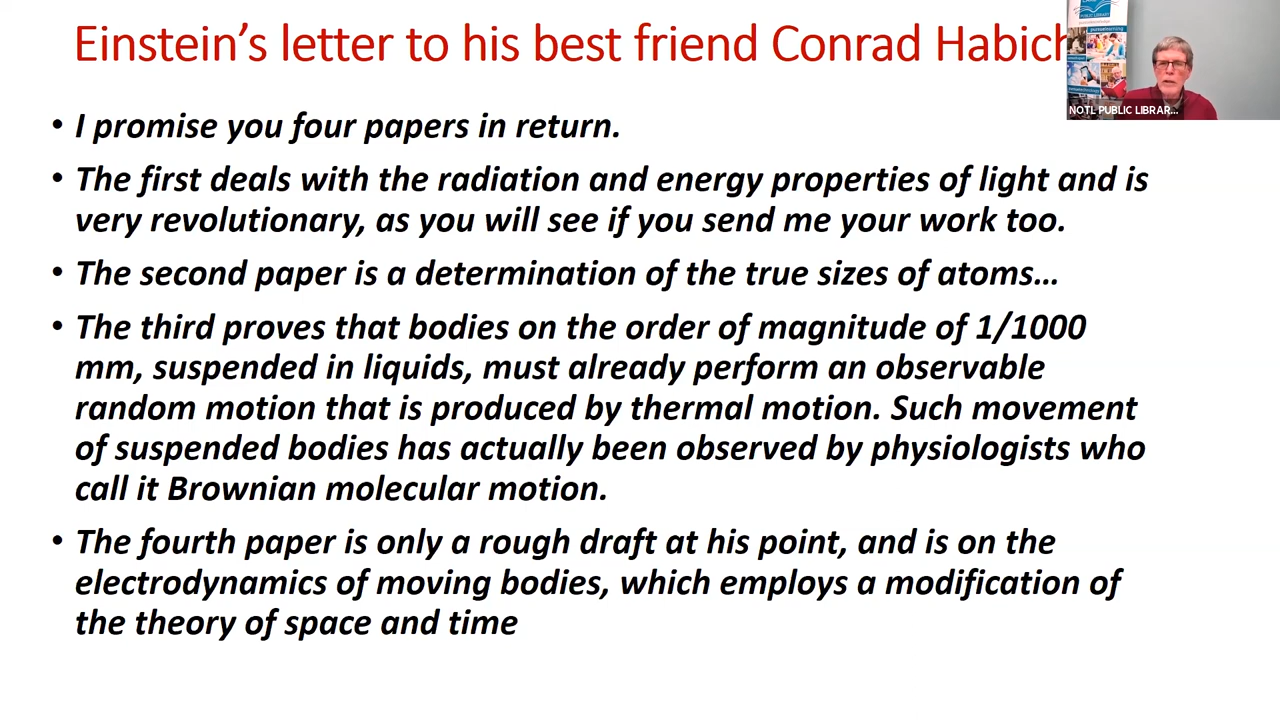 Einstein's letter to his best friend Conrad Habich
PUBLIC LIBRARY
NOTL PUBLIC LIBRAR...
• I promise you four papers in return.
• The first deals with the radiation and energy properties of light and is
very revolutionary, as you will see if you send me your work too.
• The second paper is a determination of the true sizes of atoms…
• The third proves that bodies on the order of magnitude of 1/1000
mm, suspended in liquids, must already perform an observable
random motion that is produced by thermal motion. Such movement
of suspended bodies has actually been observed by physiologists who
call it Brownian molecular motion.
• The fourth paper is only a rough draft at his point, and is on the
electrodynamics of moving bodies, which employs a modification of
the theory of space and time